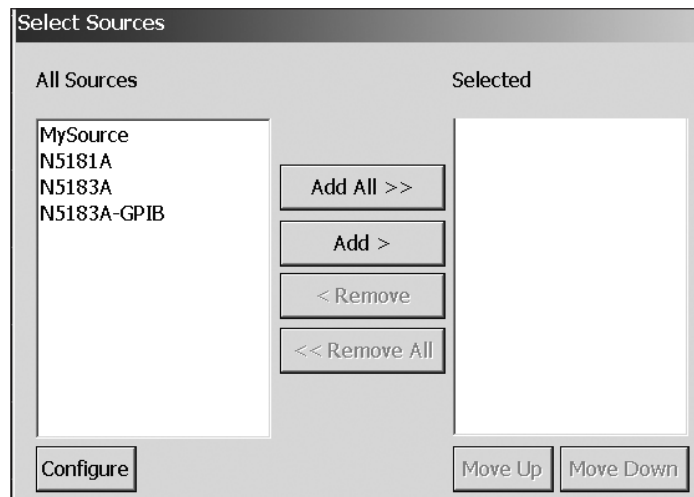 Select Sources
All Sources
Selected
MySource
N5181A
N5183A
N5183A-GPIB
Add All >>
Add >
< Remove
<< Remove All
Configure
Move Up
Move Down